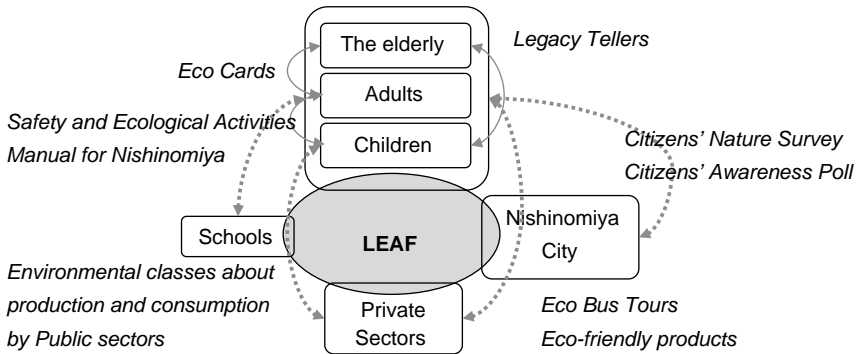 The elderly
Legacy Tellers
Eco Cards
Adults
Safety and Ecological Activities
Manual for Nishinomiya
Children
Citizens' Nature Survey
Citizens' Awareness Poll
Schools
LEAF
Nishinomiya
City
Environmental classes about
production and consumption
by Public sectors
Private
Sectors
Eco Bus Tours
Eco-friendly products